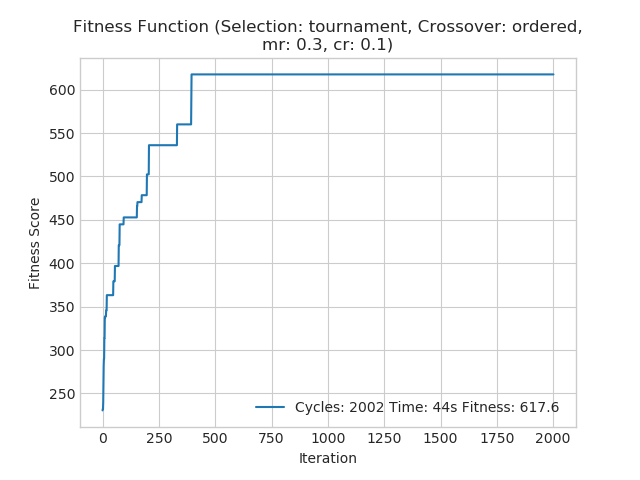 Fitness Function (Selection: tournament, Crossover: ordered,
mr: 0.3, cr: 0.1)
Fitness Score
600
550
500
450
400
350
300
250
Cycles: 2002 Time: 44s Fitness: 617.6
0 250 500 750 1000 1250 1500 1750 2000
Iteration